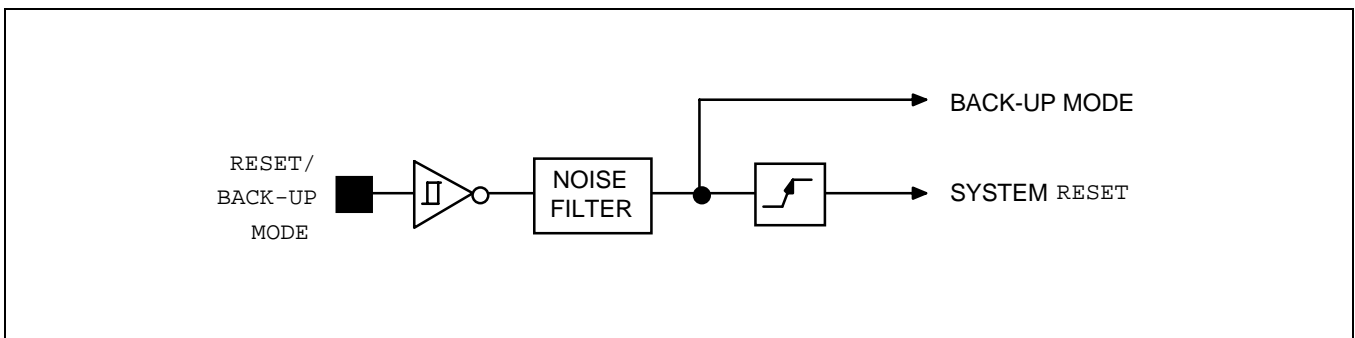 RESET/
BACK-UP
MODE
NOISE
FILTER
BACK-UP MODE
SYSTEM RESET